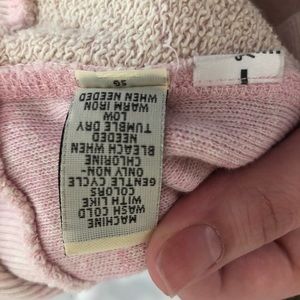 MACHINE
WASH COLD
WITH LIKE
COLORS
GENTLE CYCLE
ONLY NON-
CHLORINE
BLEACH WHEN
NEEDED
TUMBLE DRY
LOW
WARM IRON
WHEN NEEDED